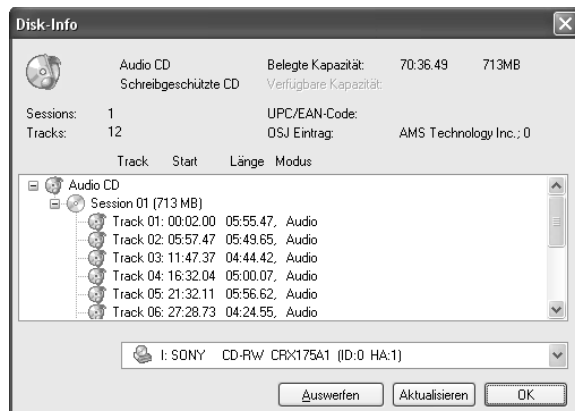 Disk-Info
Audio CD Belegte Kapazität: 70:36.49 713MB
Schreibgeschützte CD Verfügbare Kapazität:
Sessions: 1 UPC/EAN-Code:
Tracks: 12 OSJ Eintrag: AMS Technology Inc.; 0
Track Start Länge Modus
Audio CD
Session 01 (713 MB)
Track 01: 00:02.00 05:55.47, Audio
Track 02: 05:57.47 05:49.65, Audio
Track 03: 11:47.37 04:44.42, Audio
Track 04: 16:32.04 05:00.07, Audio
Track 05: 21:32.11 05:56.62, Audio
Track 06: 27:28.73 04:24.55, Audio
I: SONY CD-RW CRX175A1 (ID:0 HA:1)
Auswerfen Aktualisieren OK